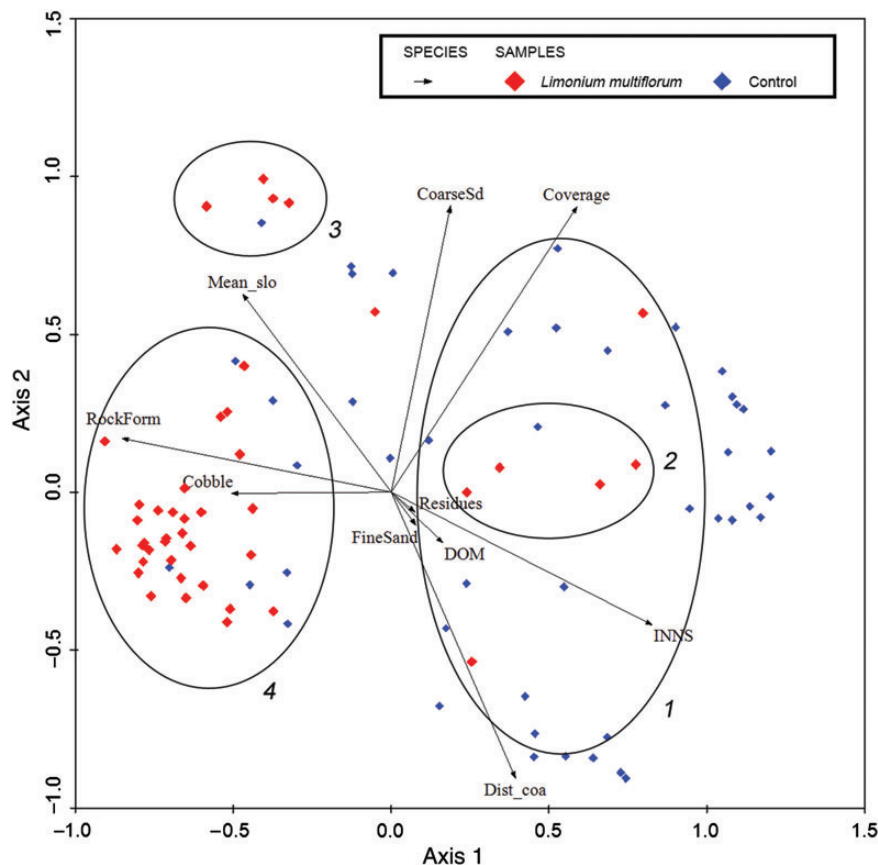 1.5
SPECIES SAMPLES
Limonium multiflorum Control
1.0
3
CoarseSd Coverage
Mean_slo
0.5
RockForm
2
Cobble
0.0
Residues
FineSand
DOM
INNS
−0.5
4
1
Dist_coa
−1.0
−1.0 −0.5 0.0 0.5 1.0 1.5
Axis 1
Axis 2